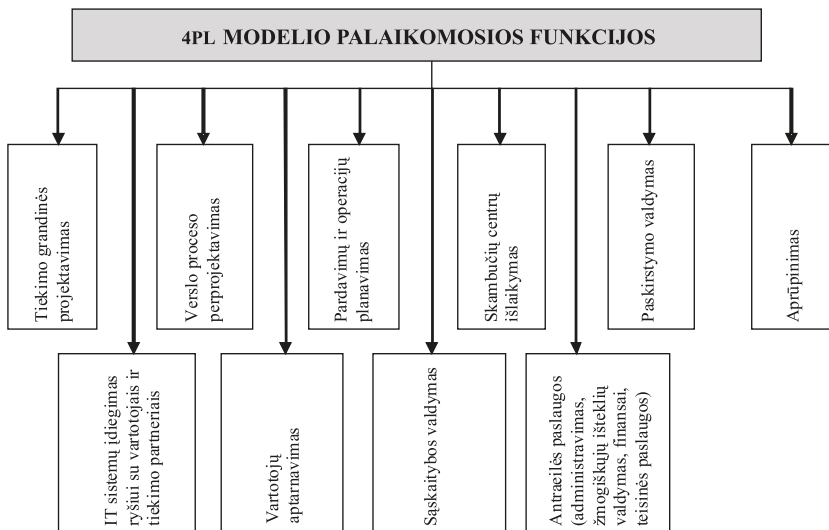 4PL MODELIO PALAIKOMOSIOS FUNKCIJOS
Tiekimo grandinės
projektavimas
Verslo proceso
perprojektavimas
Pardavimų ir operacijų
planavimas
Skambučių centrų
išlaikymas
Paskirstymo valdymas
Aprūpinimas
IT sistemų įdiegimas
ryšiui su vartotojais ir
tiekimo partneriais
Vartotojų
aptarnavimas
Sąskaitybos valdymas
Antraeilės paslaugos
(administravimas,
žmogiškųjų išteklių
valdymas, finansai,
teisinės paslaugos)